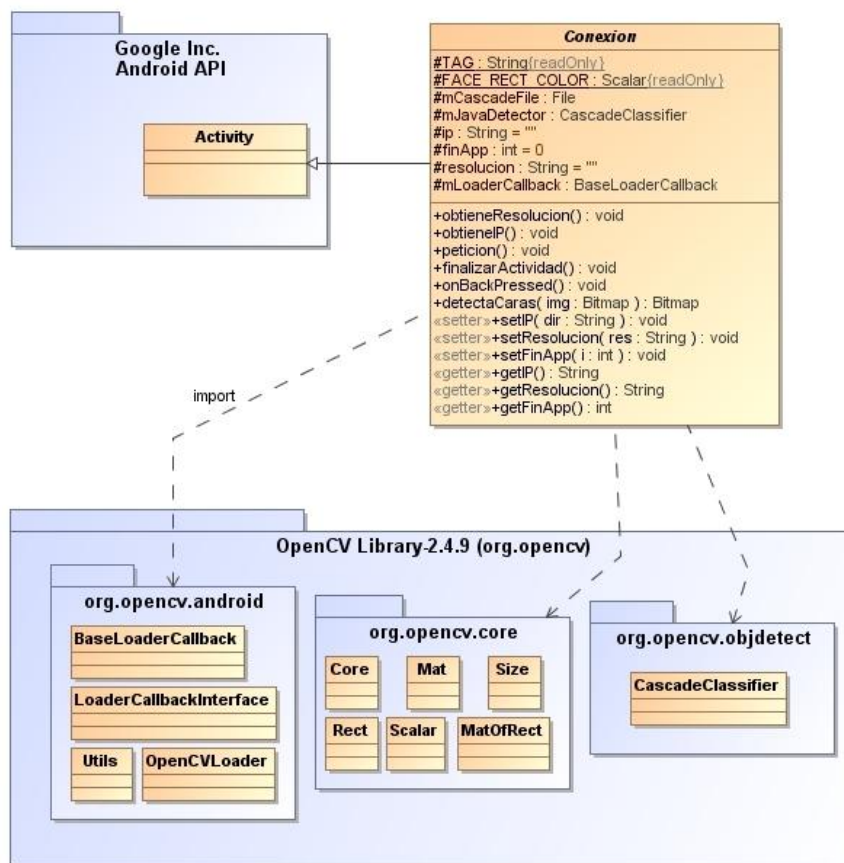 Google Inc.
Android API
Activity
Conexion
#TAG : String{readOnly}
#FACE_RECT_COLOR : Scalar{readOnly}
#mCascadeFile : File
#mJavaDetector : CascadeClassifier
#ip : String = ""
#finApp : int = 0
#resolucion : String = ""
#mLoaderCallback : BaseLoaderCallback
+obtieneResolucion() : void
+obtieneIP() : void
+peticion() : void
+finalizarActividad() : void
+onBackPressed() : void
+detectaCaras( img : Bitmap ) : Bitmap
«setter»+setIP( dir : String ) : void
«setter»+setResolucion( res : String ) : void
«setter»+setFinApp( i : int ) : void
«getter»+getIP() : String
«getter»+getResolucion() : String
«getter»+getFinApp() : int
import
OpenCV Library-2.4.9 (org.opencv)
org.opencv.android
BaseLoaderCallback
LoaderCallbackInterface
Utils
OpenCVLoader
org.opencv.core
Core
Mat
Size
Rect
Scalar
MatOfRect
org.opencv.objdetect
CascadeClassifier